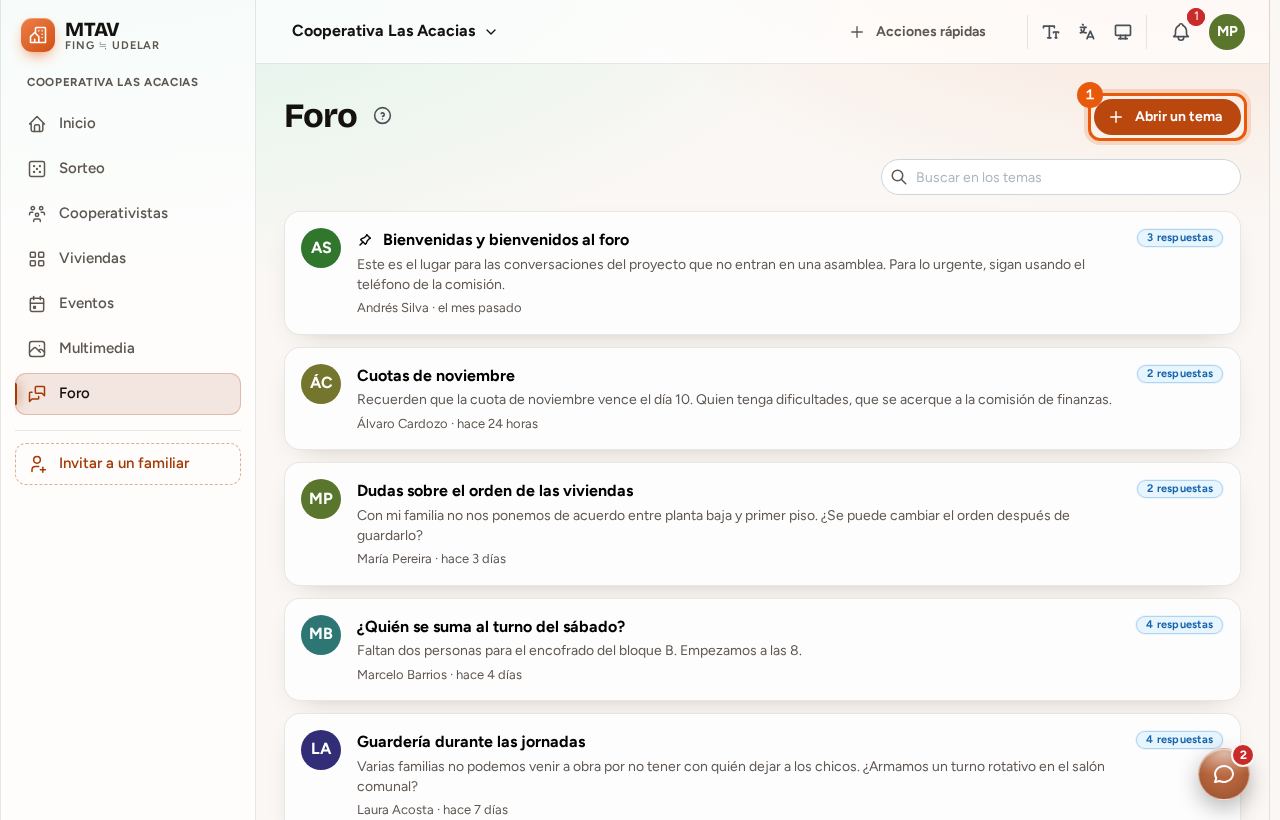 MTAV
FING ≒ UDELAR
COOPERATIVA LAS ACACIAS
Inicio
Sorteo
Cooperativistas
Viviendas
Eventos
Multimedia
Foro
Invitar a un familiar
Cooperativa Las Acacias
Acciones rápidas
1
MP
Foro
1
Abrir un tema
Buscar en los temas
AS
Bienvenidas y bienvenidos al foro
3 respuestas
Este es el lugar para las conversaciones del proyecto que no entran en una asamblea. Para lo urgente, sigan usando el
teléfono de la comisión.
Andrés Silva · el mes pasado
ÁC
Cuotas de noviembre
2 respuestas
Recuerden que la cuota de noviembre vence el día 10. Quien tenga dificultades, que se acerque a la comisión de finanzas.
Álvaro Cardozo · hace 24 horas
MP
Dudas sobre el orden de las viviendas
2 respuestas
Con mi familia no nos ponemos de acuerdo entre planta baja y primer piso. ¿Se puede cambiar el orden después de
guardarlo?
María Pereira · hace 3 días
MB
¿Quién se suma al turno del sábado?
4 respuestas
Faltan dos personas para el encofrado del bloque B. Empezamos a las 8.
Marcelo Barrios · hace 4 días
LA
Guardería durante las jornadas
4 respuestas
Varias familias no podemos venir a obra por no tener con quién dejar a los chicos. ¿Armamos un turno rotativo en el salón
comunal?
Laura Acosta · hace 7 días
2